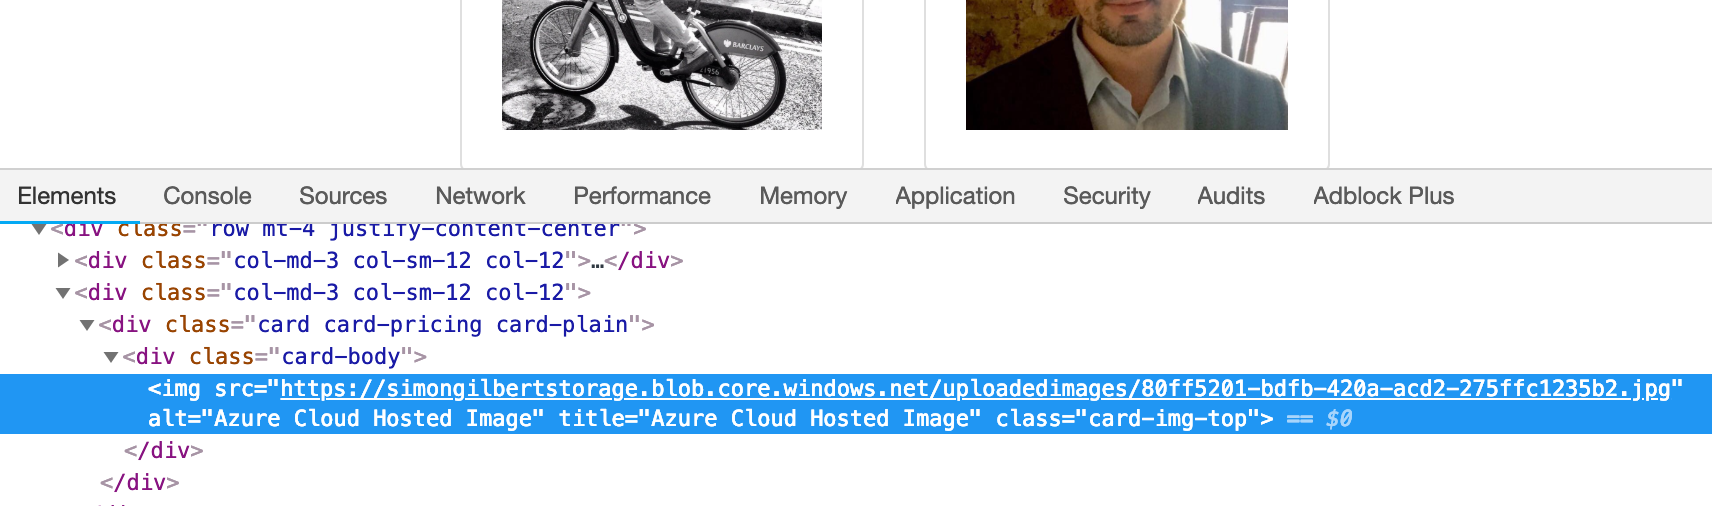 BARCLAYS
Elements Console Sources Network Performance Memory Application Security Audits Adblock Plus
▼<div class="row mt-4 justify-content-center">
▶<div class="col-md-3 col-sm-12 col-12">…</div>
▼<div class="col-md-3 col-sm-12 col-12">
▼<div class="card card-pricing card-plain">
▼<div class="card-body">
<img src="https://simongilbertstorage.blob.core.windows.net/uploadedimages/80ff5201-bdfb-420a-acd2-275ffc1235b2.jpg"
alt="Azure Cloud Hosted Image" title="Azure Cloud Hosted Image" class="card-img-top"> == $0
</div>
</div>